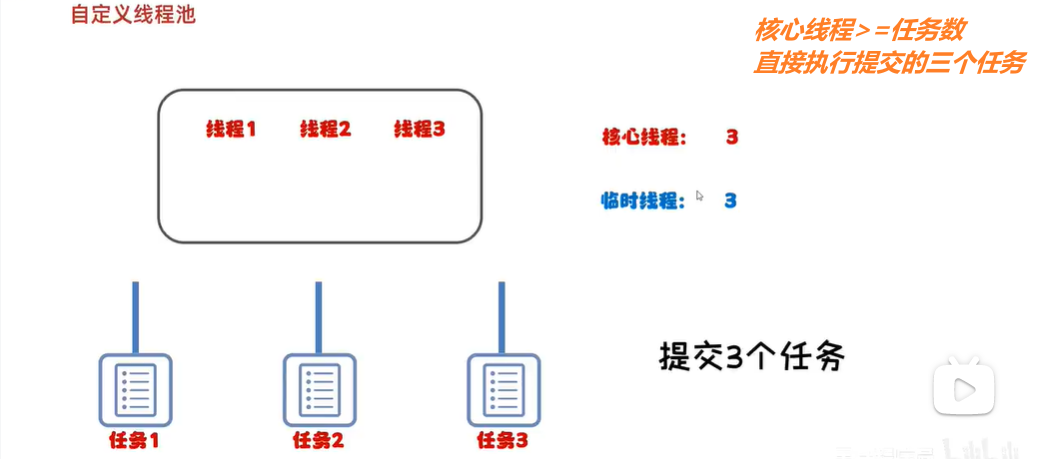 自定义线程池
核心线程>=任务数
直接执行提交的三个任务
线程1 线程2 线程3
核心线程: 3
临时线程: 3
提交3个任务
任务1 任务2 任务3